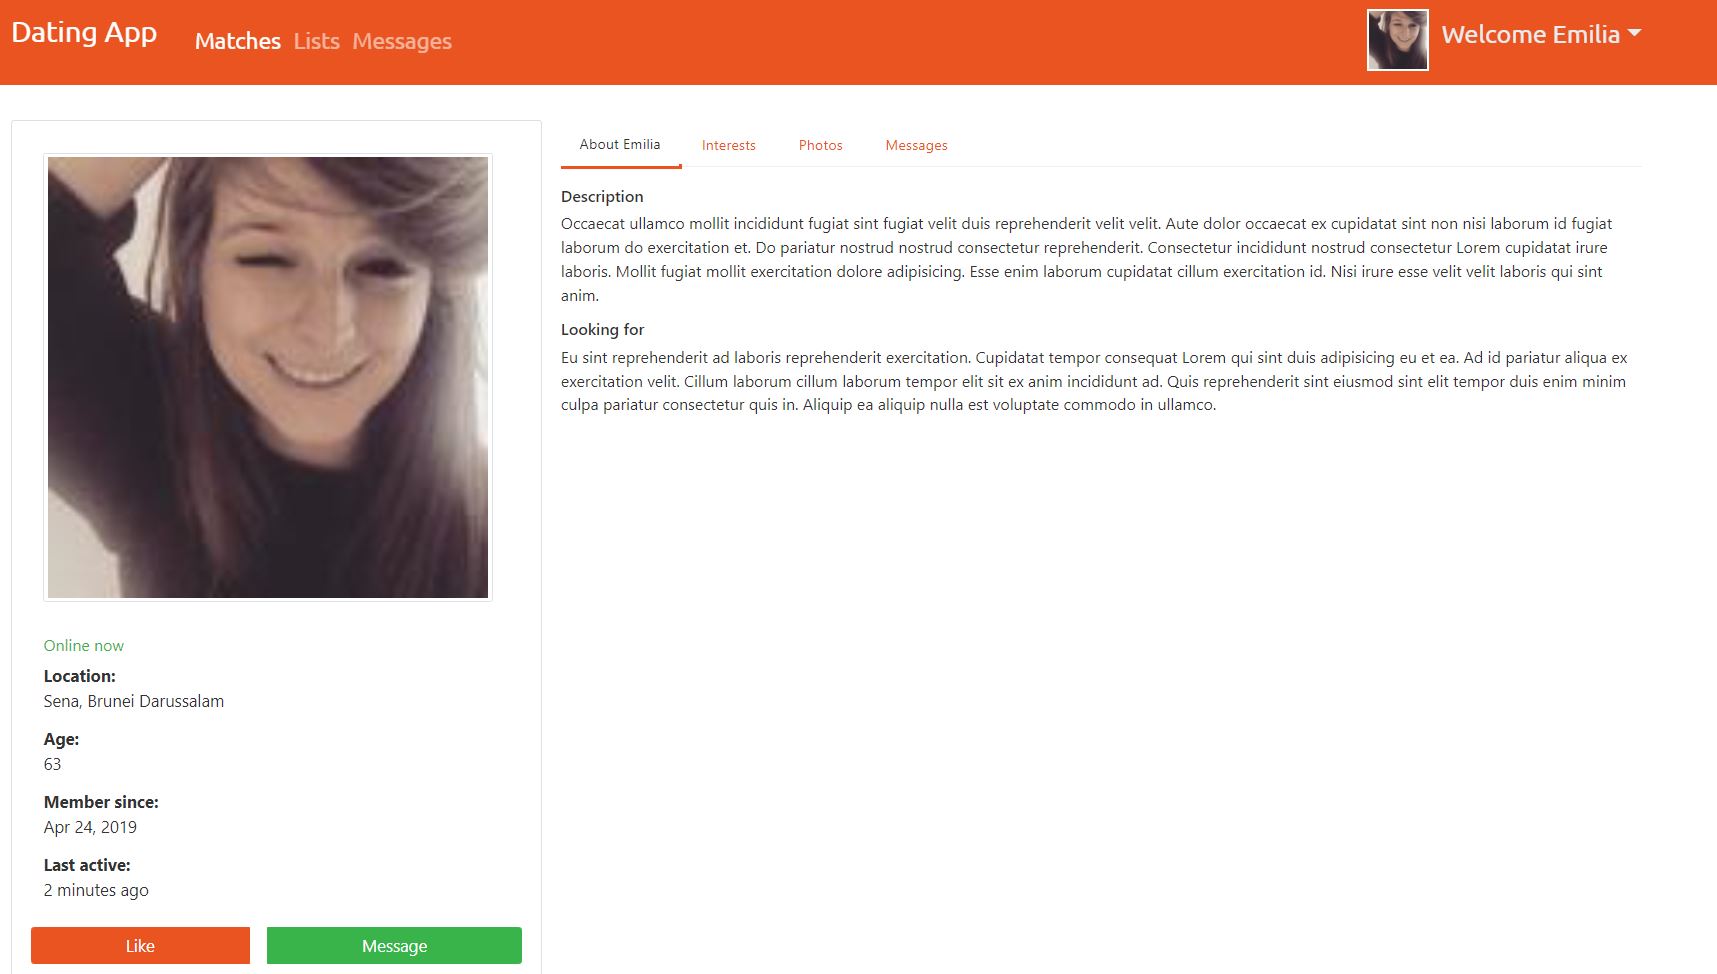 Dating App
Matches Lists Messages
Welcome Emilia
About Emilia Interests Photos Messages
Description
Occaecat ullamco mollit incididunt fugiat sint fugiat velit duis reprehenderit velit velit. Aute dolor occaecat ex cupidatat sint non nisi laborum id fugiat
laborum do exercitation et. Do pariatur nostrud nostrud consectetur reprehenderit. Consectetur incididunt nostrud consectetur Lorem cupidatat irure
laboris. Mollit fugiat mollit exercitation dolore adipisicing. Esse enim laborum cupidatat cillum exercitation id. Nisi irure esse velit velit laboris qui sint
anim.
Looking for
Eu sint reprehenderit ad laboris reprehenderit exercitation. Cupidatat tempor consequat Lorem qui sint duis adipisicing eu et ea. Ad id pariatur aliqua ex
exercitation velit. Cillum laborum cillum laborum tempor elit sit ex anim incididunt ad. Quis reprehenderit sint eiusmod sint elit tempor duis enim minim
culpa pariatur consectetur quis in. Aliquip ea aliquip nulla est voluptate commodo in ullamco.
Online now
Location:
Sena, Brunei Darussalam
Age:
63
Member since:
Apr 24, 2019
Last active:
2 minutes ago
Like
Message